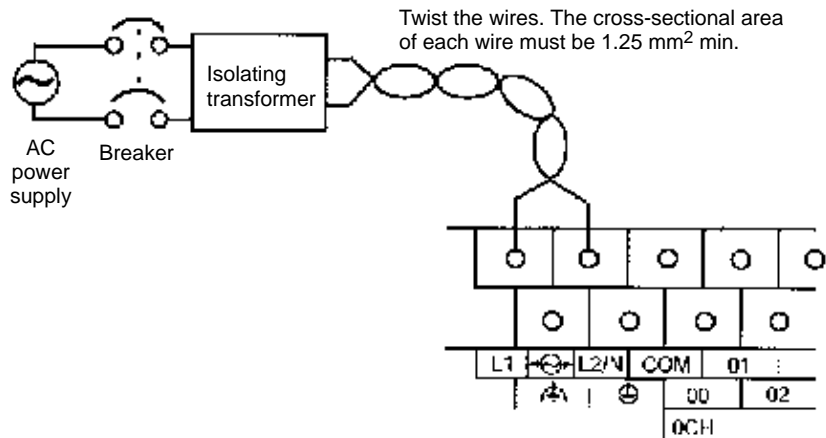 Twist the wires. The cross-sectional area
of each wire must be 1.25 mm² min.
Isolating
transformer
AC
power
supply
Breaker
L1 L2/N COM 01
00 02
0CH